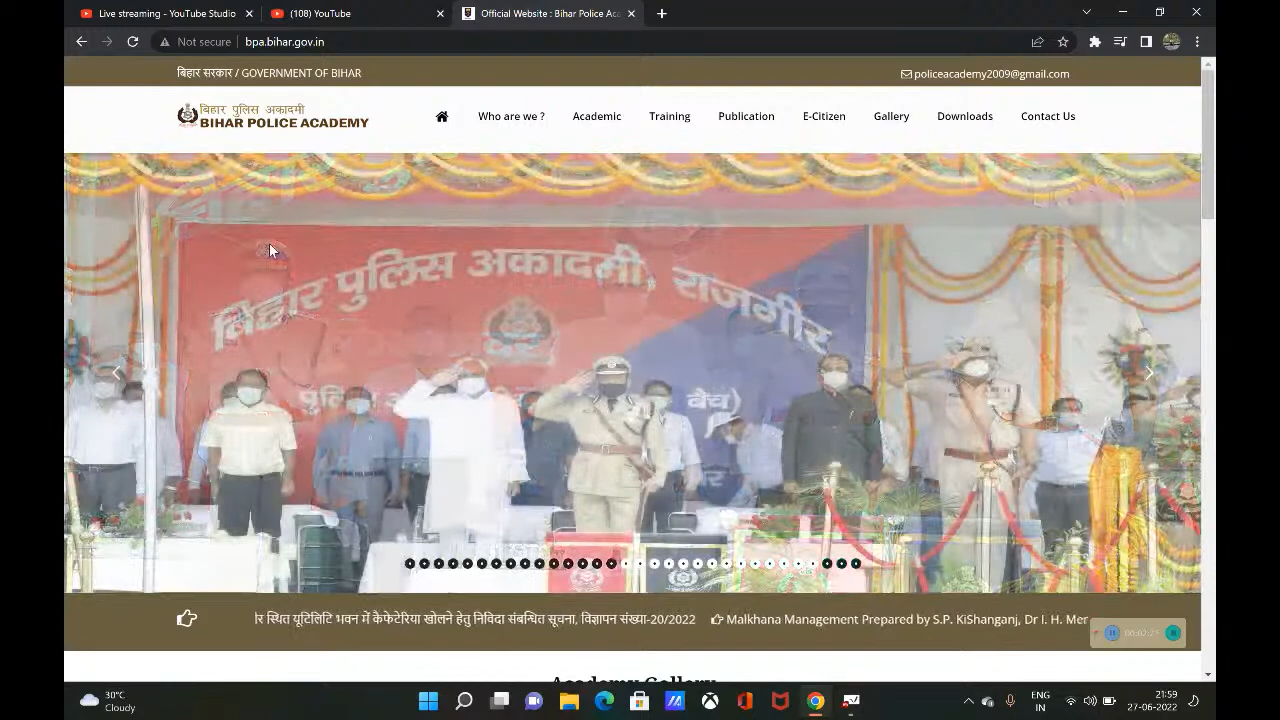 Live streaming - YouTube Studio
(108) YouTube
Official Website : Bihar Police Aca
Not secure
bpa.bihar.gov.in
बिहार सरकार / GOVERNMENT OF BIHAR
policeacademy2009@gmail.com
बिहार पुलिस अकादमी
BIHAR POLICE ACADEMY
Who are we ?
Academic
Training
Publication
E-Citizen
Gallery
Downloads
Contact Us
बिहार पुलिस अकादमी, राजगीर
बैच)
स्थित यूटिलिटि भवन में कैफेटेरिया खोलने हेतु निविदा संबन्धित सूचना, विज्ञापन संख्या-20/2022
Malkhana Management Prepared by S.P. KiShanganj, Dr I. H. Mer
Academy Gallery
30°C
Cloudy
ENG
IN
21:59
27-06-2022